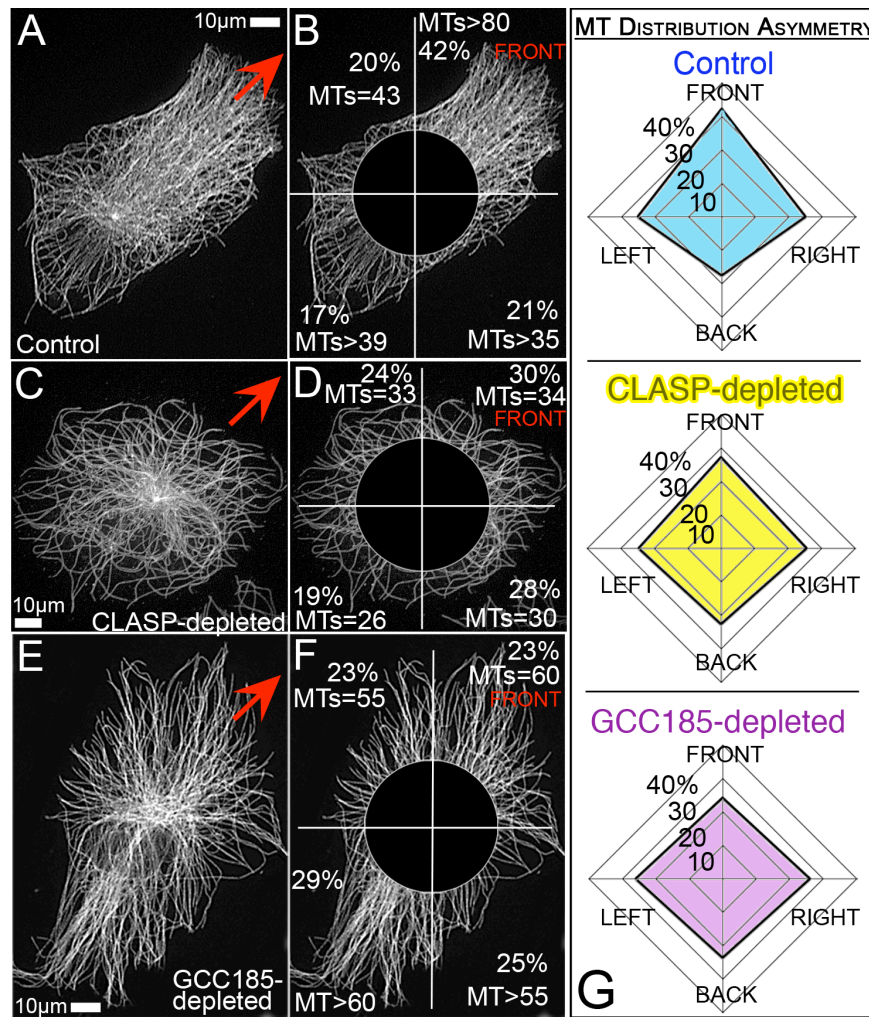 A
10µm
Control
B
MTs>80
20%
42%
FRONT
MTs=43
17%
MTs>39
21%
MTs>35
C
10µm
CLASP-depleted
D
24%
MTs=33
30%
MTs=34
FRONT
19%
MTs=26
28%
MTs=30
E
10µm
GCC185-
depleted
F
23%
MTs=55
23%
MTs=60
FRONT
29%
MT>60
25%
MT>55
MT DISTRIBUTION ASYMMETRY
Control
FRONT
40%
30
20
10
LEFT
RIGHT
BACK
CLASP-depleted
FRONT
40%
30
20
10
LEFT
RIGHT
BACK
GCC185-depleted
FRONT
40%
30
20
10
LEFT
RIGHT
BACK
G